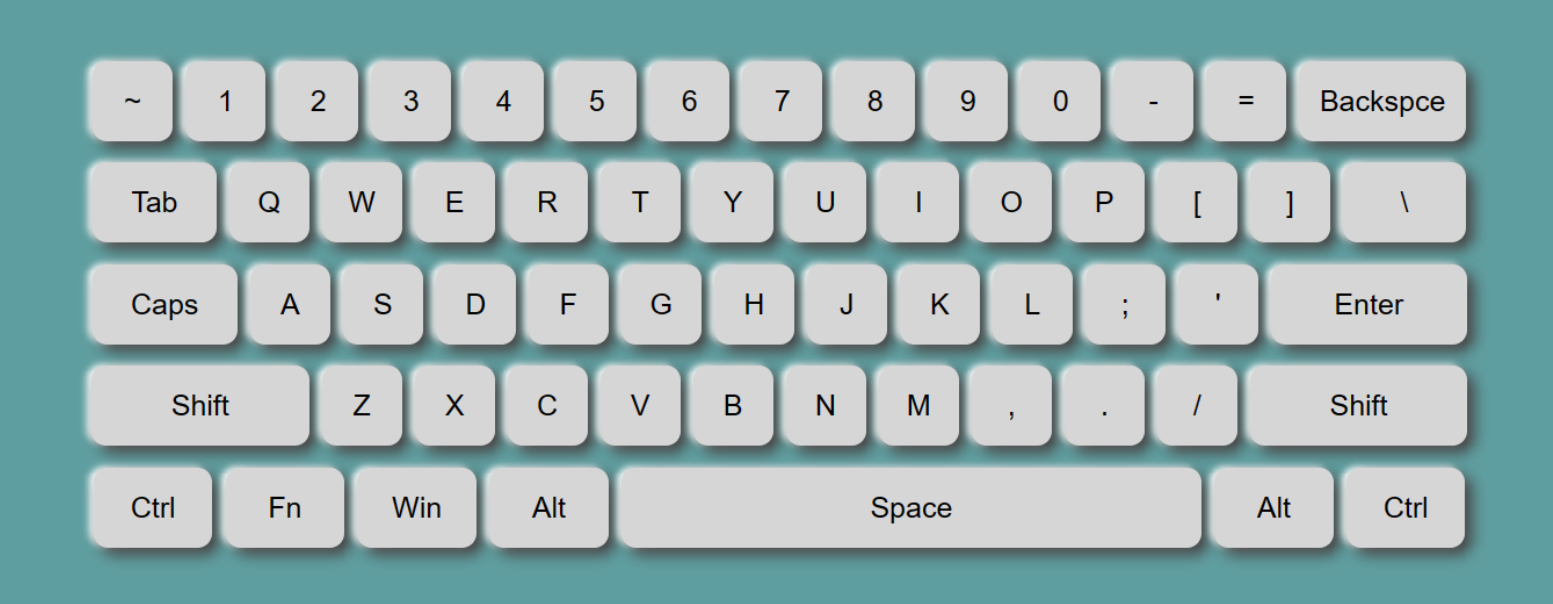 ~ 1 2 3 4 5 6 7 8 9 0 - = Backspce
Tab Q W E R T Y U I O P [ ] \
Caps A S D F G H J K L ; ' Enter
Shift Z X C V B N M , . / Shift
Ctrl Fn Win Alt Space Alt Ctrl